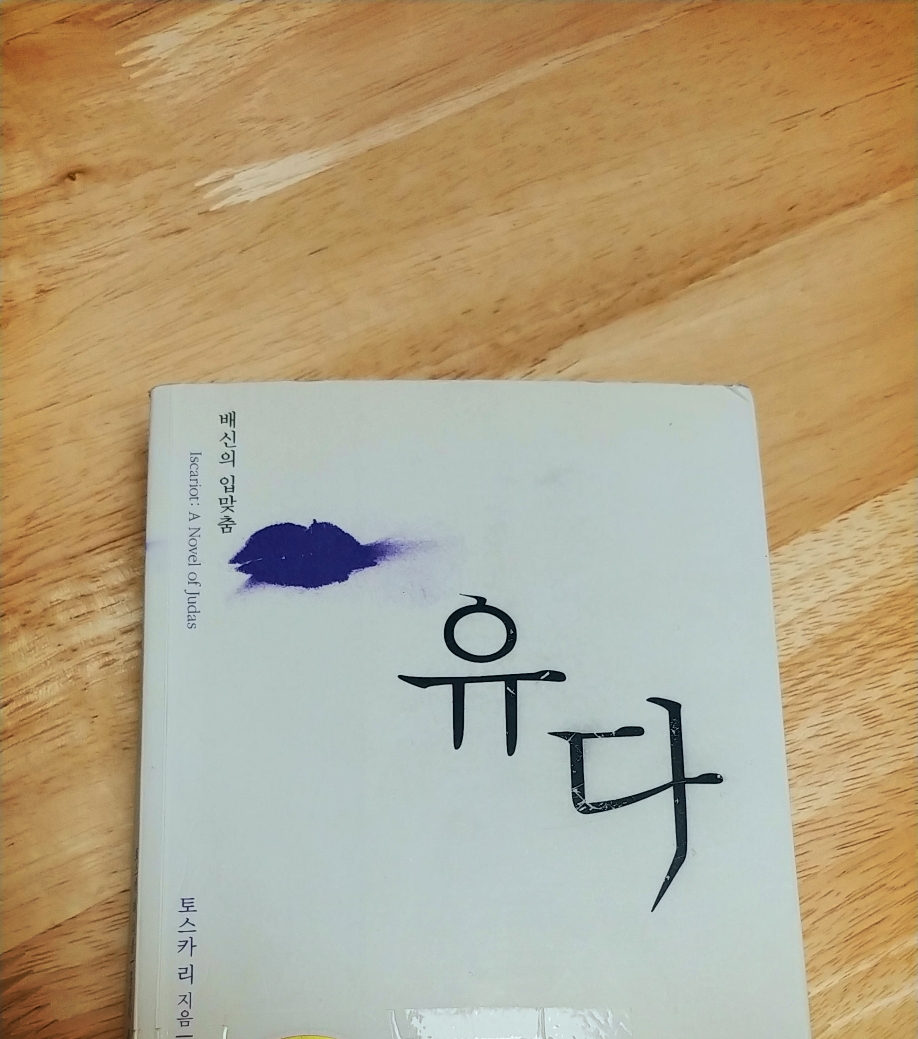 배신의 입맞춤
Iscariot: A Novel of Judas
유다
토스카 리 지음